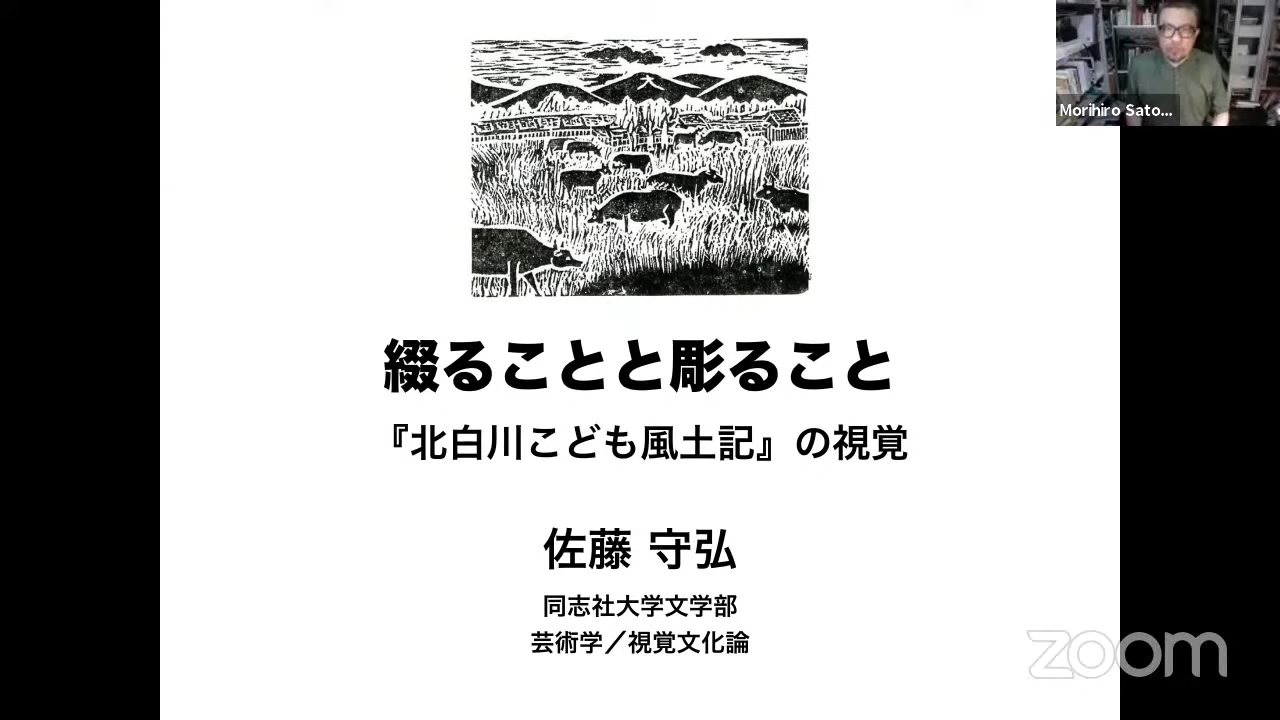 Morihiro Sato...
大
綴ることと彫ること
『北白川こども風土記』の視覚
佐藤 守弘
同志社大学文学部
芸術学／視覚文化論
zoom